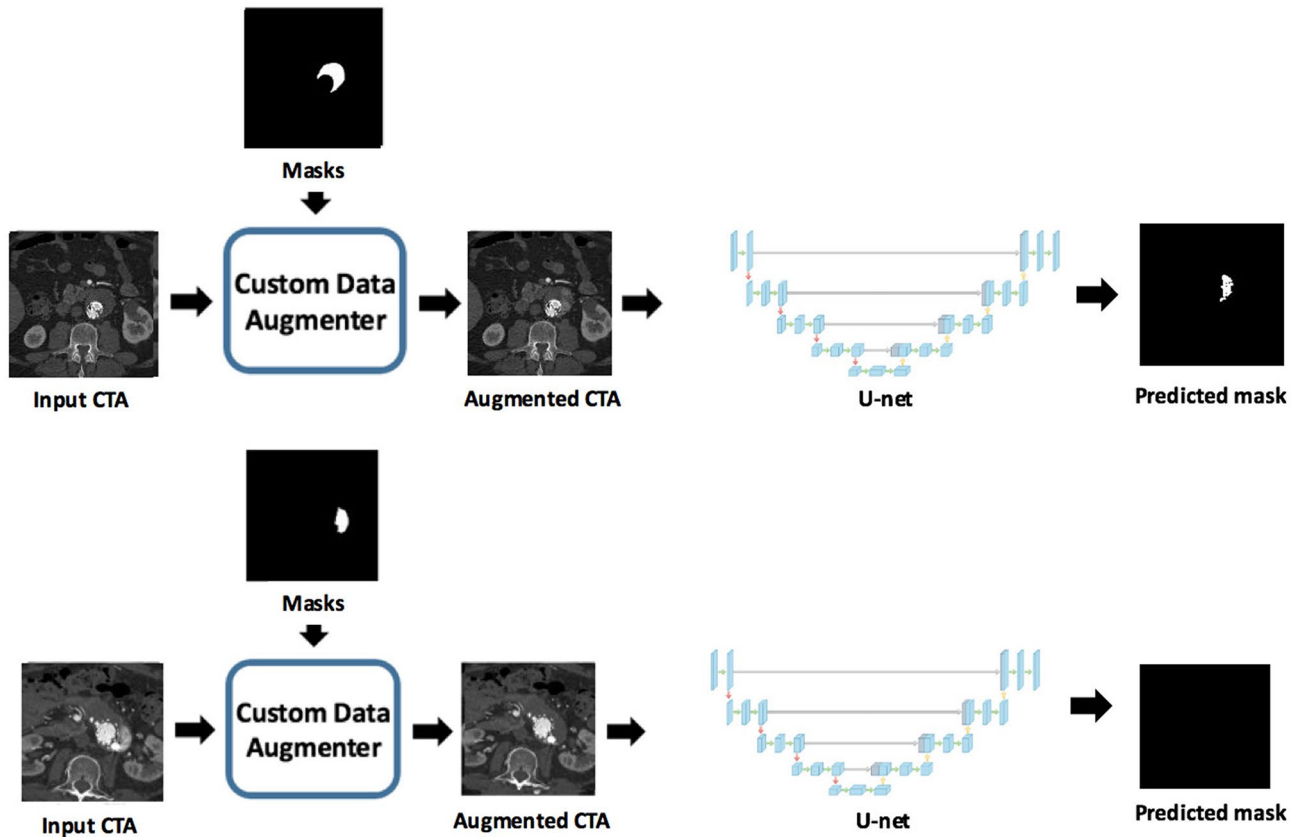 Masks
Custom Data
Augmenter
Input CTA
Augmented CTA
U-net
Predicted mask
Masks
Custom Data
Augmenter
Input CTA
Augmented CTA
U-net
Predicted mask